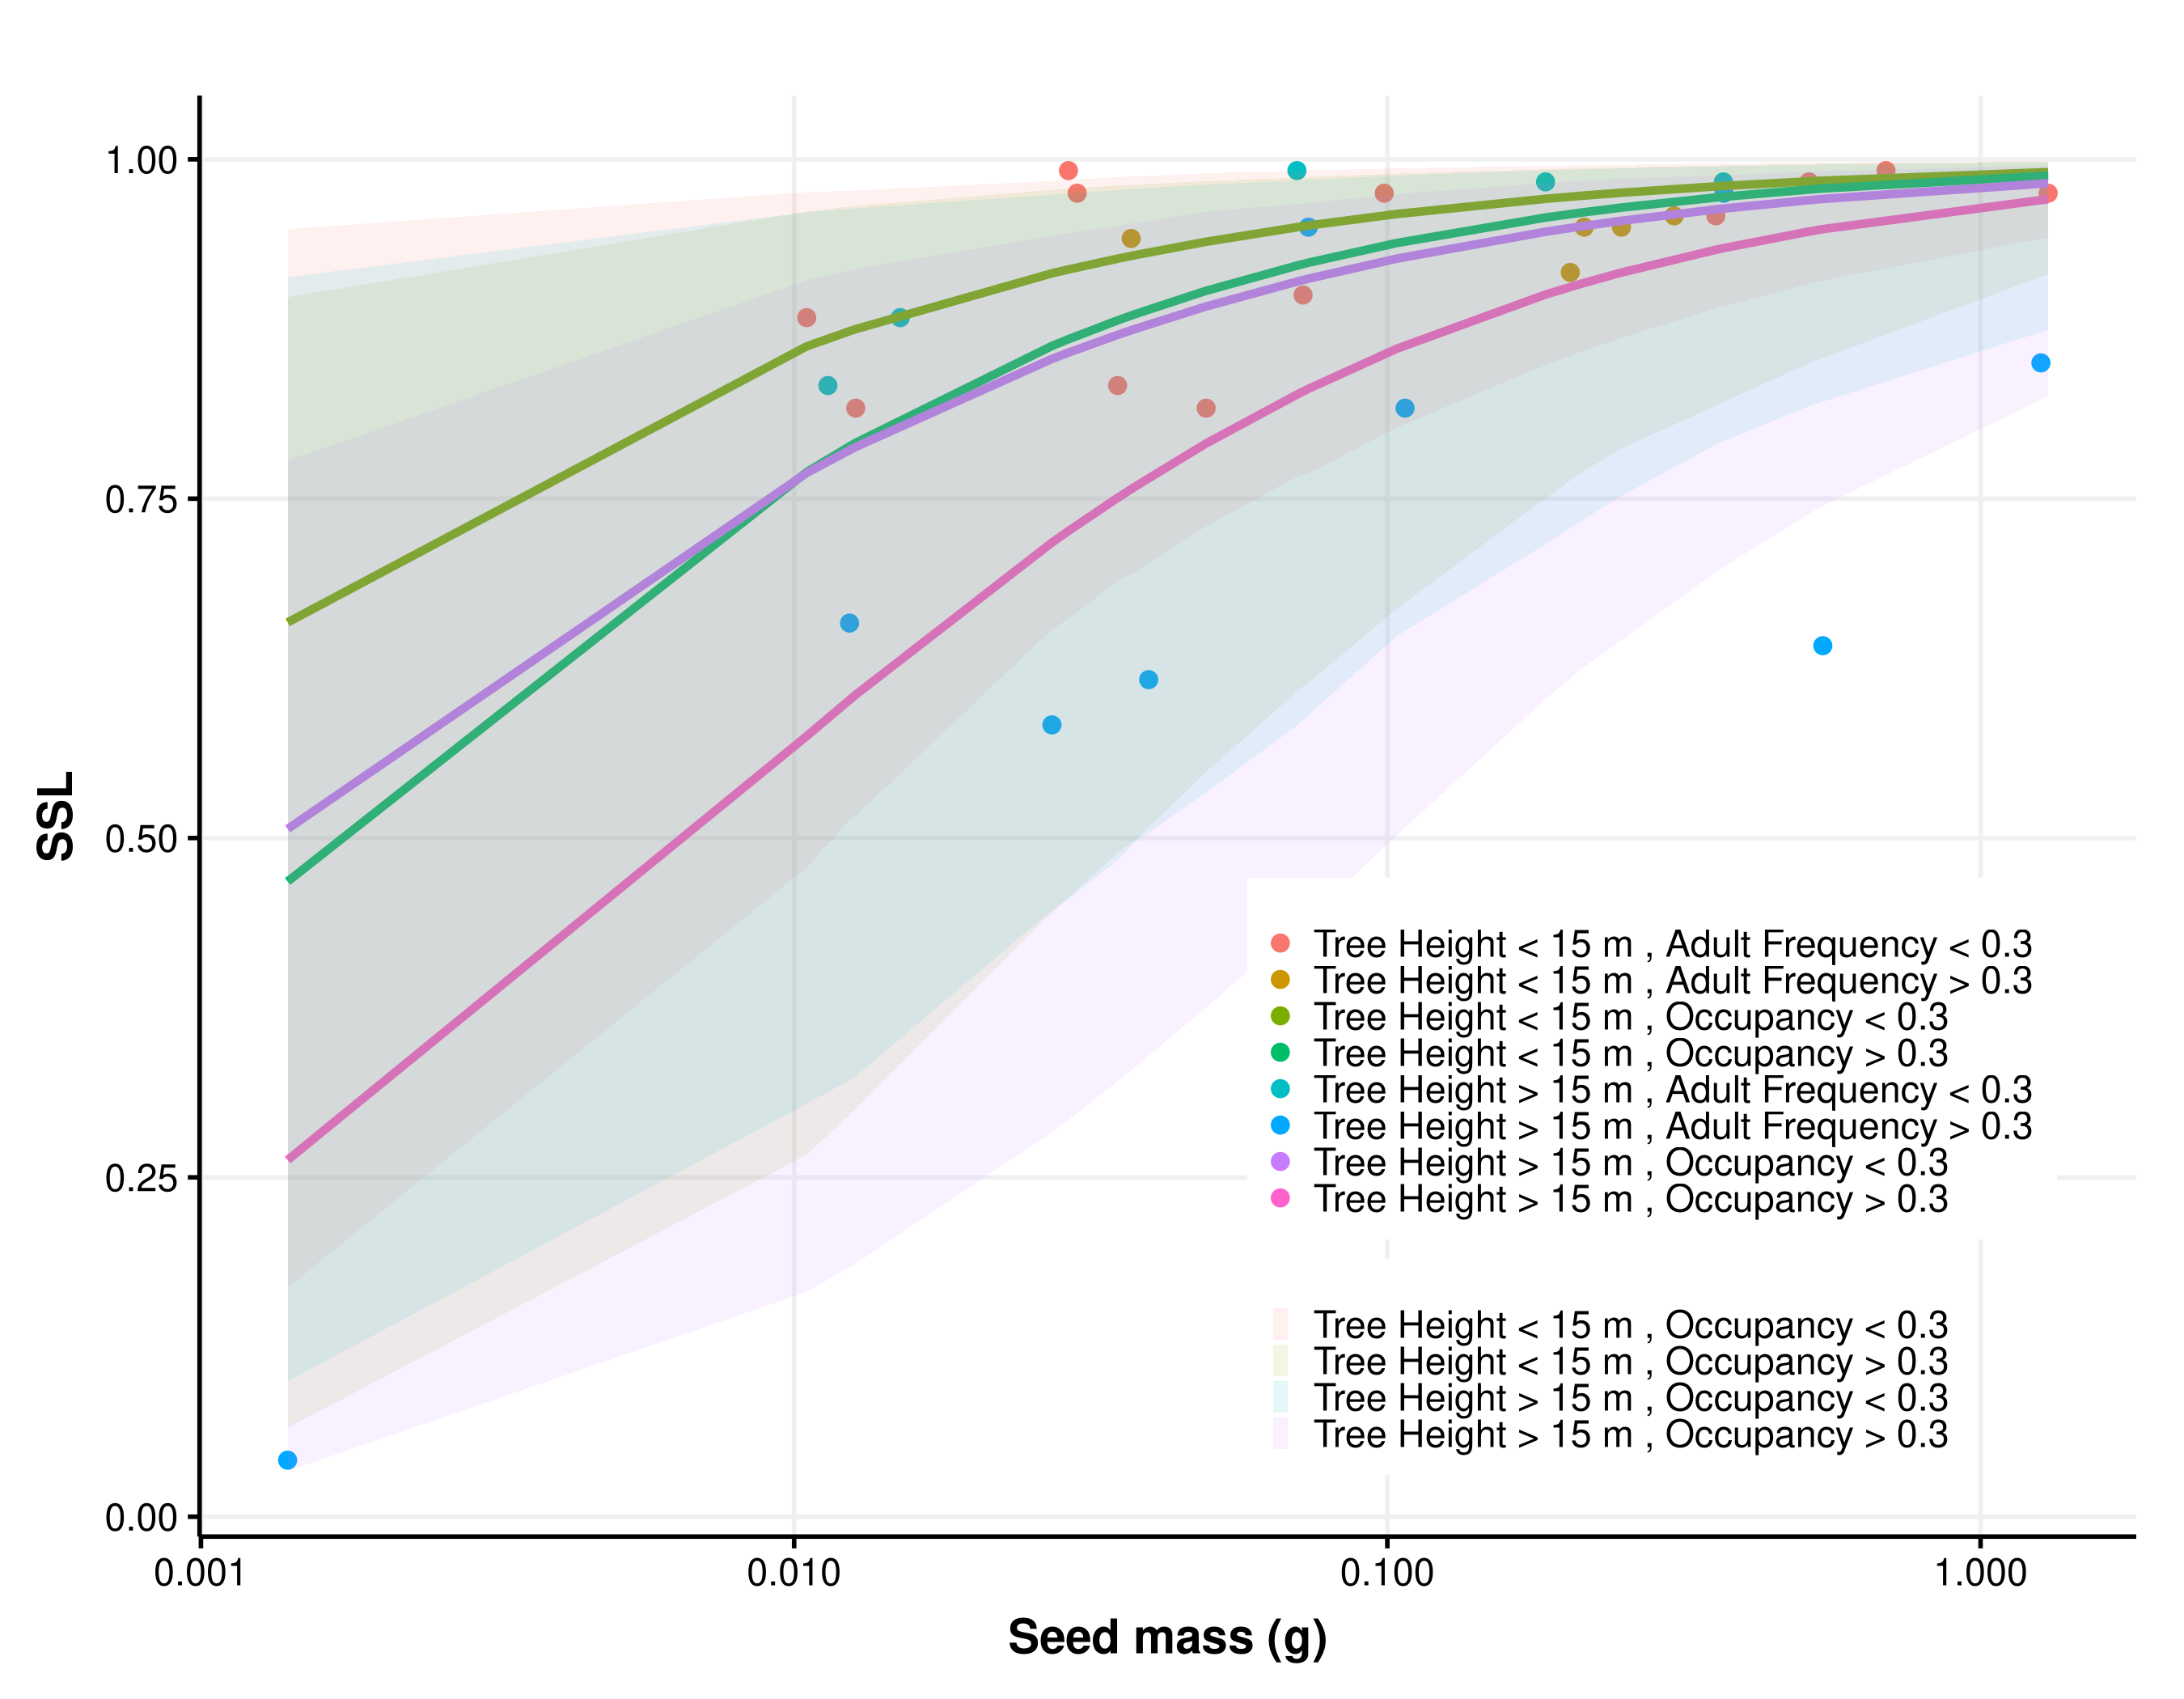 1.00
0.75
0.50
0.25
0.00
SSL
Tree Height < 15 m , Adult Frequency < 0.3
Tree Height < 15 m , Adult Frequency > 0.3
Tree Height < 15 m , Occupancy < 0.3
Tree Height < 15 m , Occupancy > 0.3
Tree Height > 15 m , Adult Frequency < 0.3
Tree Height > 15 m , Adult Frequency > 0.3
Tree Height > 15 m , Occupancy < 0.3
Tree Height > 15 m , Occupancy > 0.3
Tree Height < 15 m , Occupancy < 0.3
Tree Height < 15 m , Occupancy > 0.3
Tree Height > 15 m , Occupancy < 0.3
Tree Height > 15 m , Occupancy > 0.3
0.001 0.010 0.100 1.000
Seed mass (g)